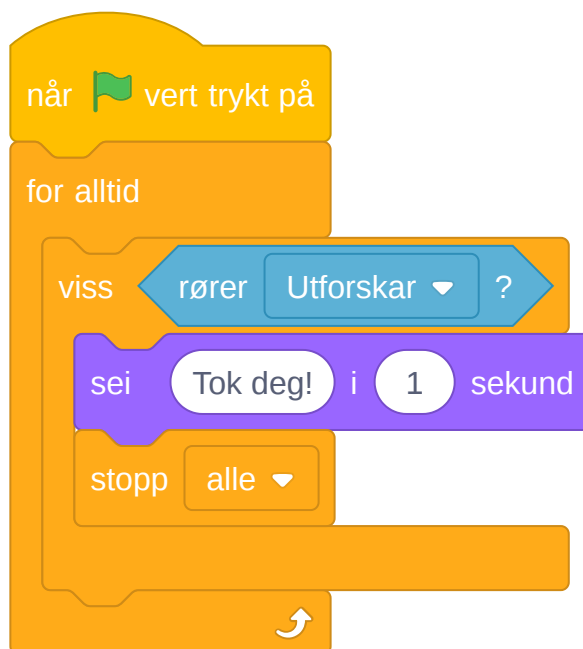 når vert trykt på
for alltid
viss rører Utforskar ?
sei Tok deg! i 1 sekund
stopp alle